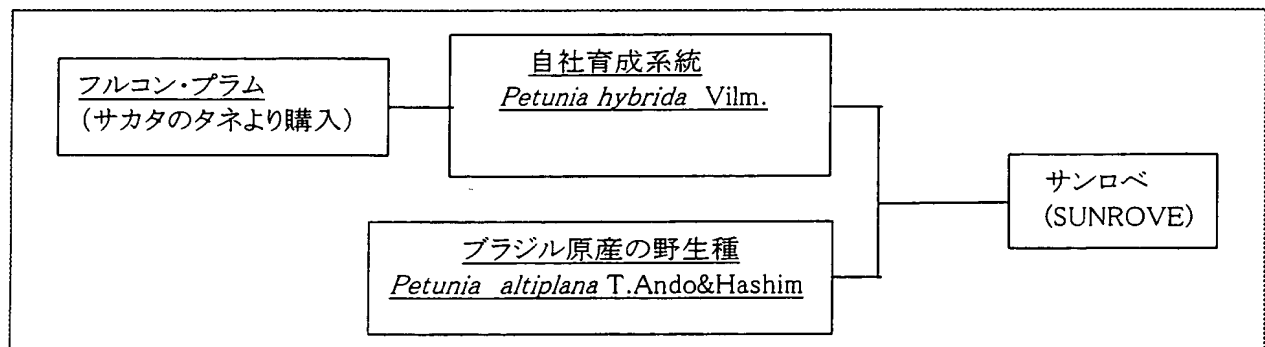 フルコン・プラム
(サカタのタネより購入)
自社育成系統
Petunia hybrida Vilm.
ブラジル原産の野生種
Petunia altiplana T.Ando&Hashim
サンロベ
(SUNROVE)